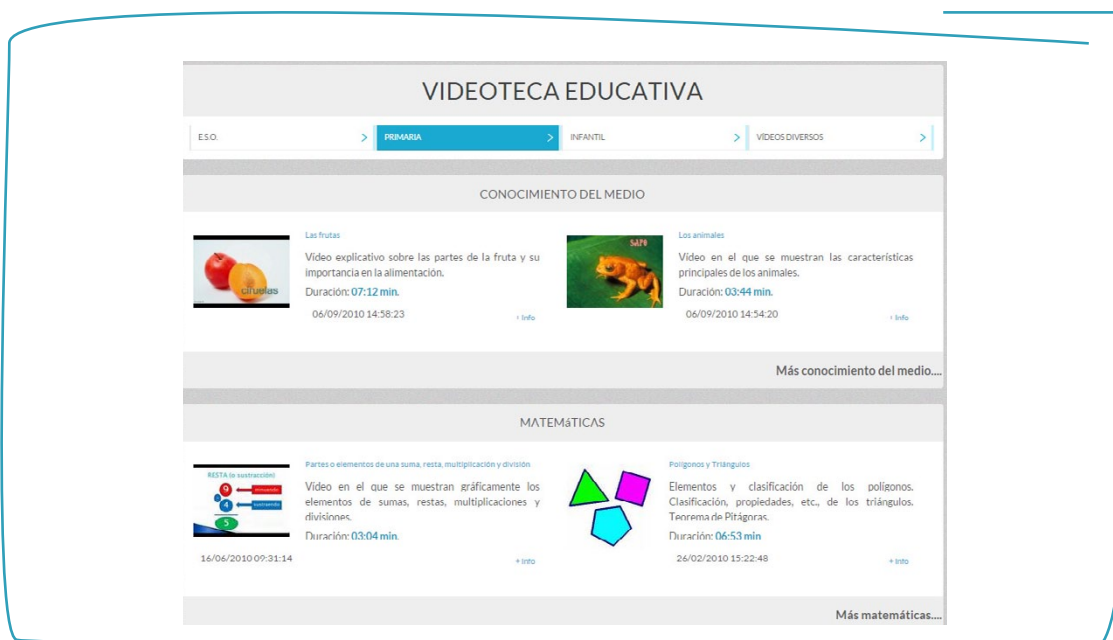 VIDEOTECA EDUCATIVA
E.S.O. >
PRIMARIA >
INFANTIL >
VÍDEOS DIVERSOS >
CONOCIMIENTO DEL MEDIO
ciruelas
Las frutas
Vídeo explicativo sobre las partes de la fruta y su
importancia en la alimentación.
Duración: 07:12 min.
06/09/2010 14:58:23
+ Info
SAPO
Los animales
Vídeo en el que se muestran las características
principales de los animales.
Duración: 03:44 min.
06/09/2010 14:54:20
+ Info
Más conocimiento del medio....
MATEMáTICAS
RESTA (o sustracción)
9
minuendo
4
sustraendo
5
Partes o elementos de una suma, resta, multiplicación y división
Vídeo en el que se muestran gráficamente los
elementos de sumas, restas, multiplicaciones y
divisiones.
Duración: 03:04 min.
16/06/2010 09:31:14
+ Info
Polígonos y Triángulos
Elementos y clasificación de los polígonos.
Clasificación, propiedades, etc., de los triángulos.
Teorema de Pitágoras.
Duración: 06:53 min
26/02/2010 15:22:48
+ Info
Más matemáticas....